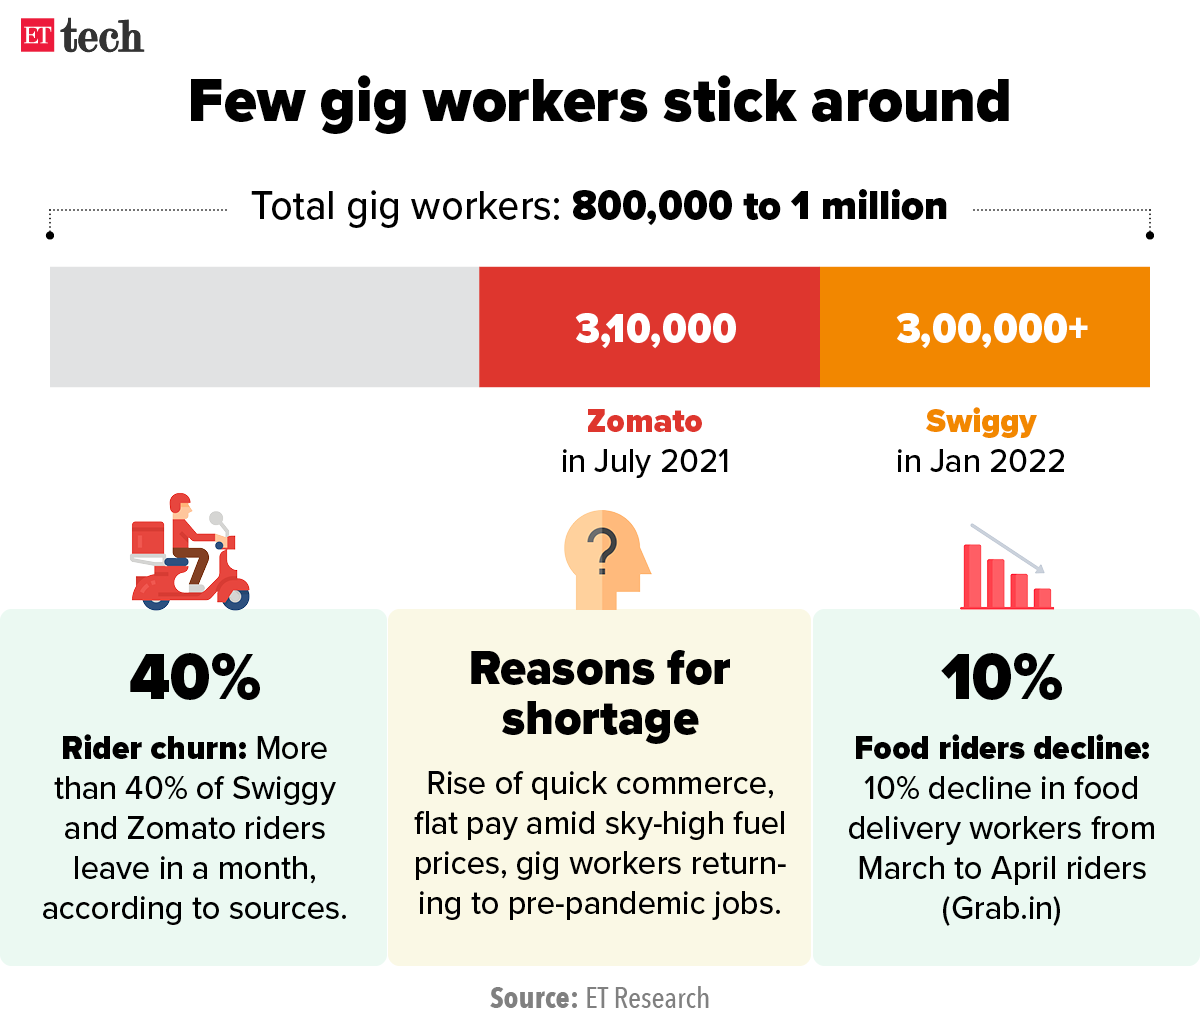 ET tech
Few gig workers stick around
Total gig workers: 800,000 to 1 million
3,10,000
3,00,000+
Zomato
in July 2021
Swiggy
in Jan 2022
?
40%
Rider churn: More
than 40% of Swiggy
and Zomato riders
leave in a month,
according to sources.
Reasons for
shortage
Rise of quick commerce,
flat pay amid sky-high fuel
prices, gig workers return-
ing to pre-pandemic jobs.
10%
Food riders decline:
10% decline in food
delivery workers from
March to April riders
(Grab.in)
Source: ET Research